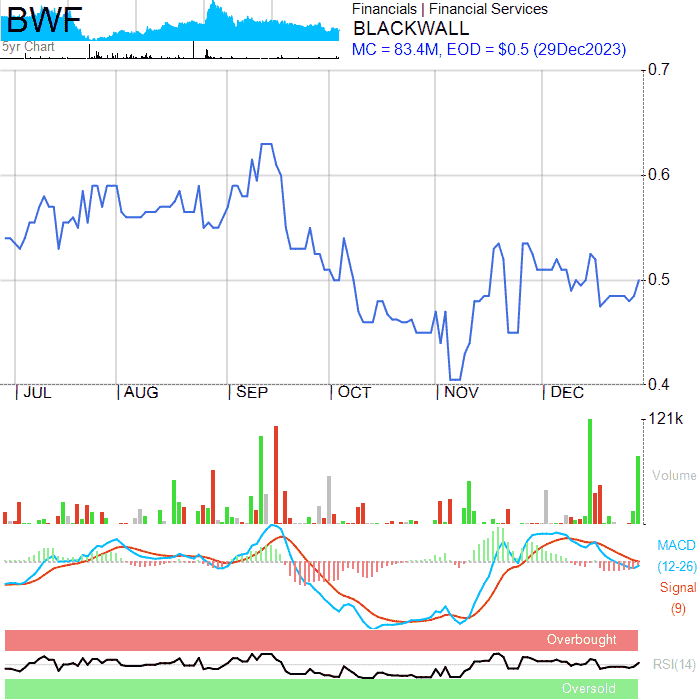 BWF
5yr Chart
Financials | Financial Services
BLACKWALL
MC = 83.4M, EOD = $0.5 (29Dec2023)
0.7
0.6
0.5
0.4
|JUL |AUG |SEP |OCT |NOV |DEC
121k
Volume
MACD
(12-26)
Signal
(9)
Overbought
RSI(14)
Oversold